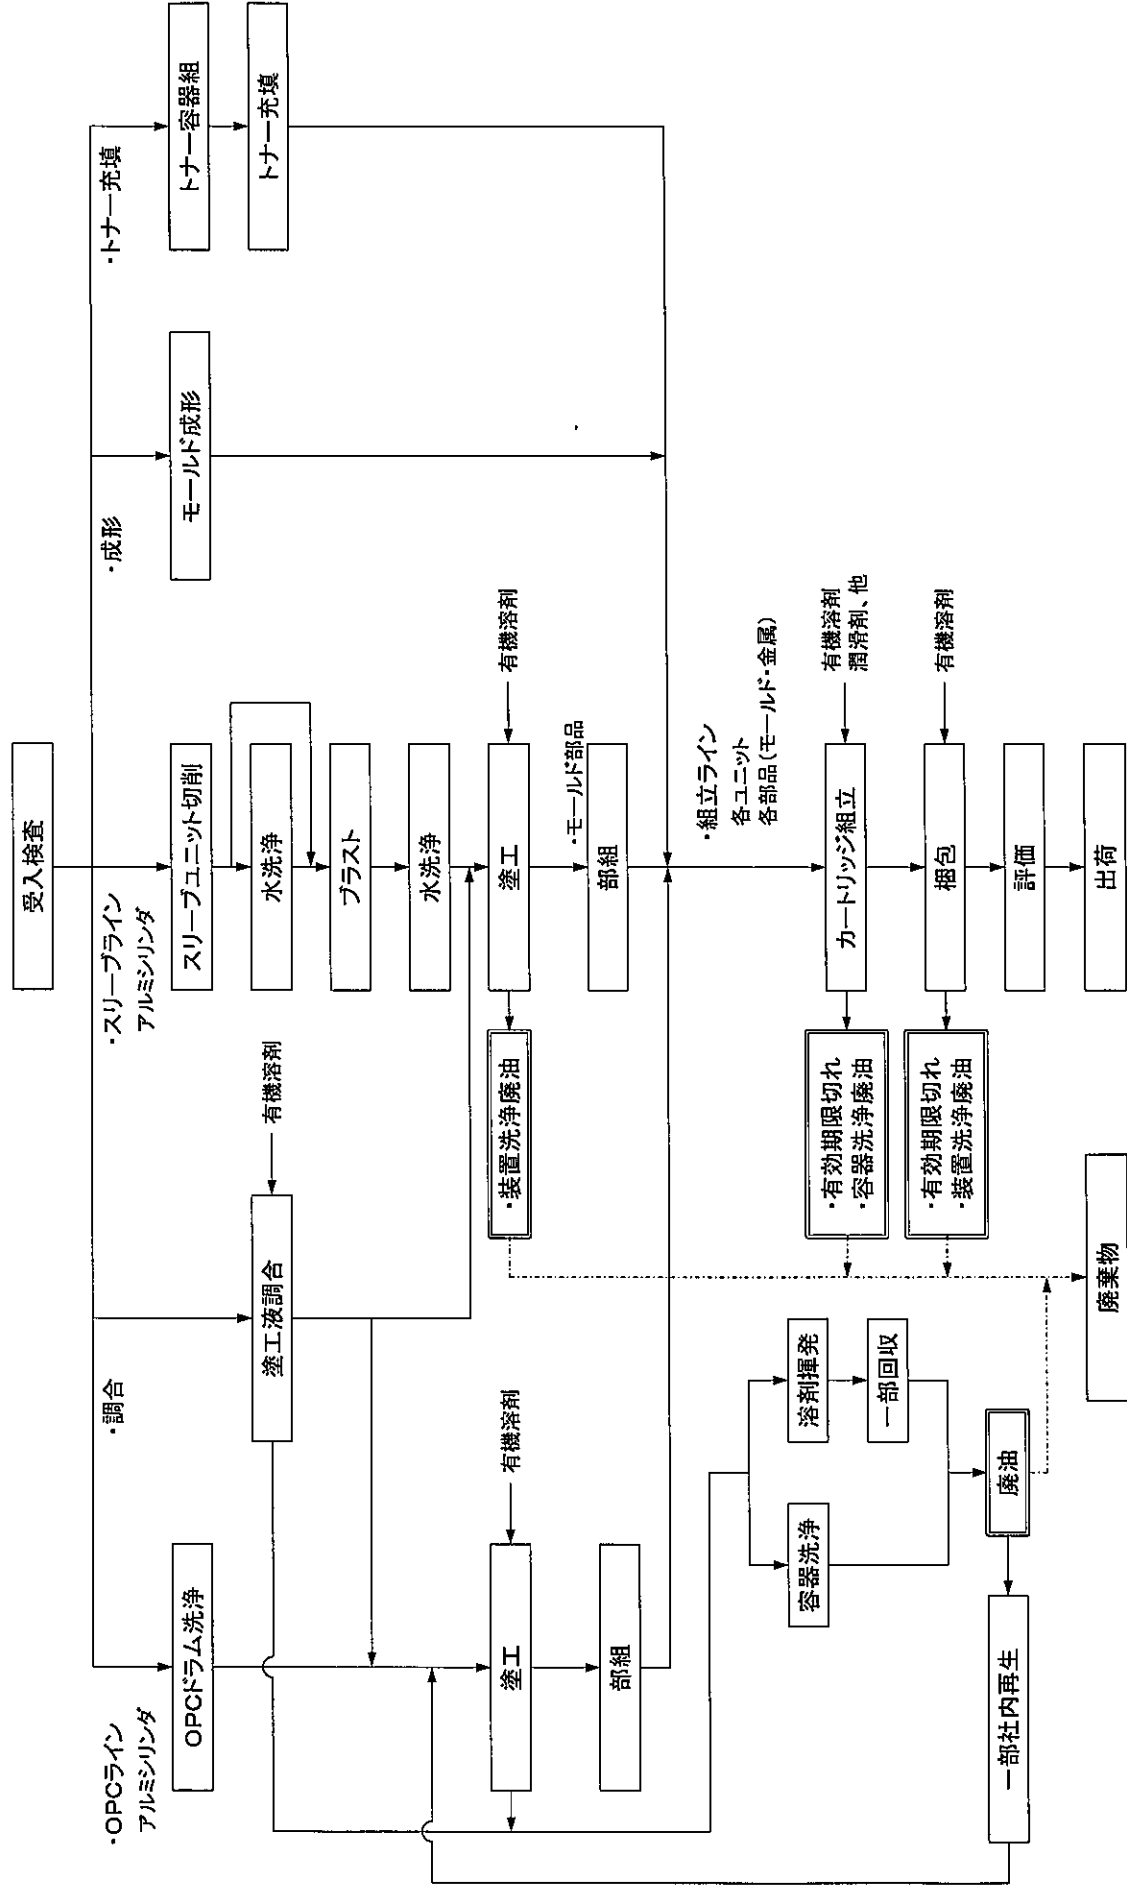 受入検査
・OPCライン
アルミシリンダ
・調合
・スリーブライン
アルミシリンダ
・成形
・トナー充填
OPCドラム洗浄
スリーブユニット切削
モールド成形
トナー容器組
塗工液調合
有機溶剤
水洗浄
トナー充填
ブラスト
水洗浄
塗工
有機溶剤
・装置洗浄廃油
塗工
有機溶剤
・モールド部品
部組
部組
・組立ライン
各ユニット
各部品(モールド・金属)
容器洗浄
溶剤揮発
・有効期限切れ
・容器洗浄廃油
カートリッジ組立
有機溶剤
潤滑剤、他
一部回収
・有効期限切れ
・装置洗浄廃油
梱包
有機溶剤
一部社内再生
廃油
評価
廃棄物
出荷